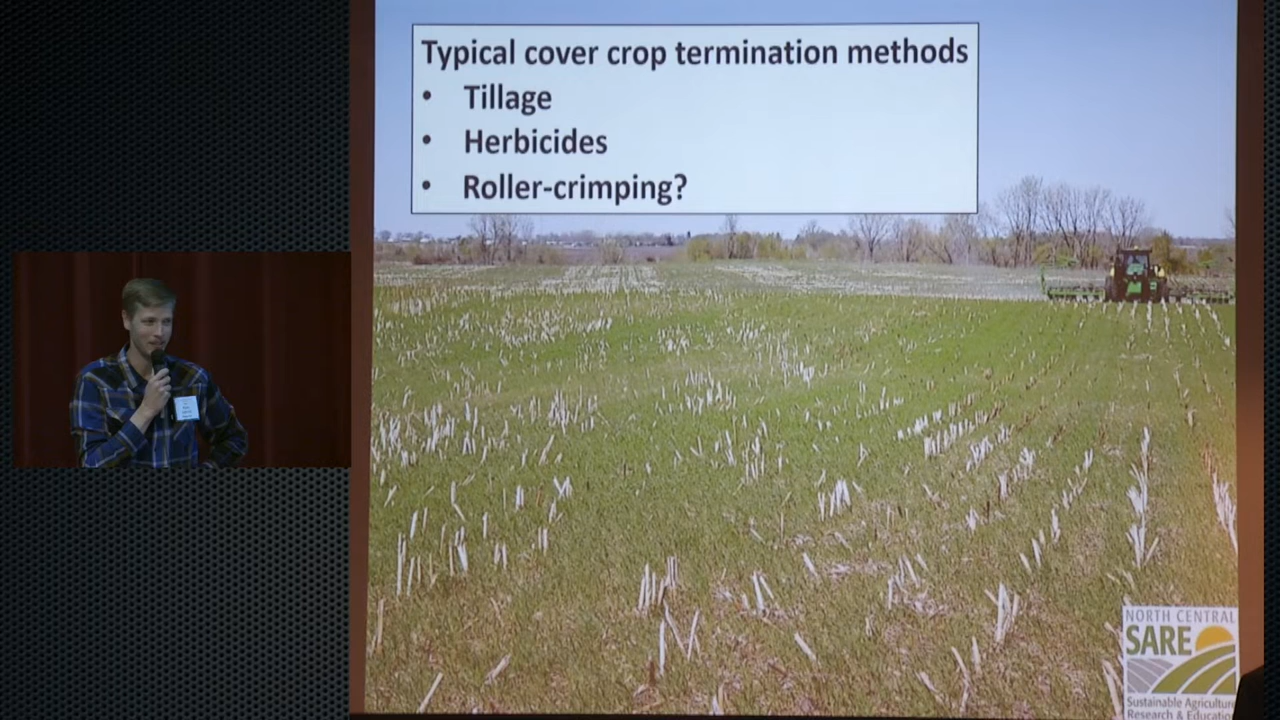 Typical cover crop termination methods
• Tillage
• Herbicides
• Roller-crimping?
NORTH CENTRAL
SARE
Sustainable Agriculture
Research & Education